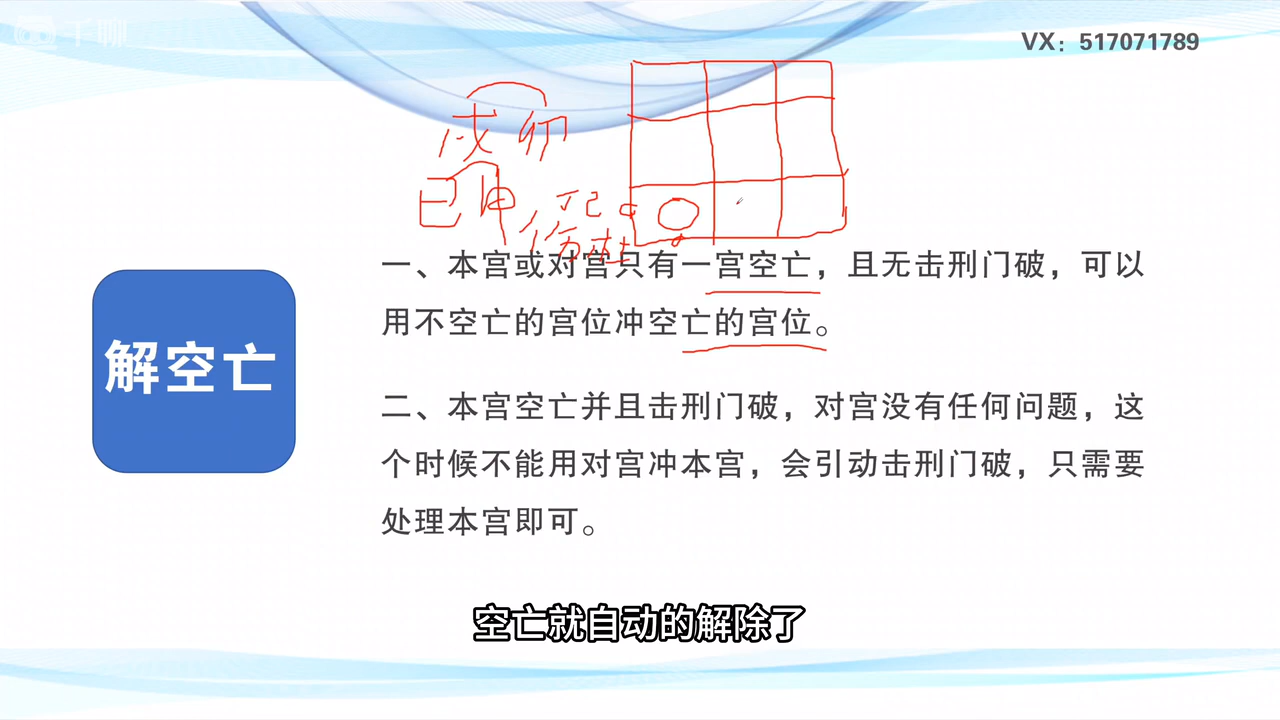 千聊
VX：517071789
戌 卯
己 甲
一、本宫或对宫只有一宫空亡，且无击刑门破，可以
用不空亡的宫位冲空亡的宫位。
解空亡
二、本宫空亡并且击刑门破，对宫没有任何问题，这
个时候不能用对宫冲本宫，会引动击刑门破，只需要
处理本宫即可。
空亡就自动的解除了